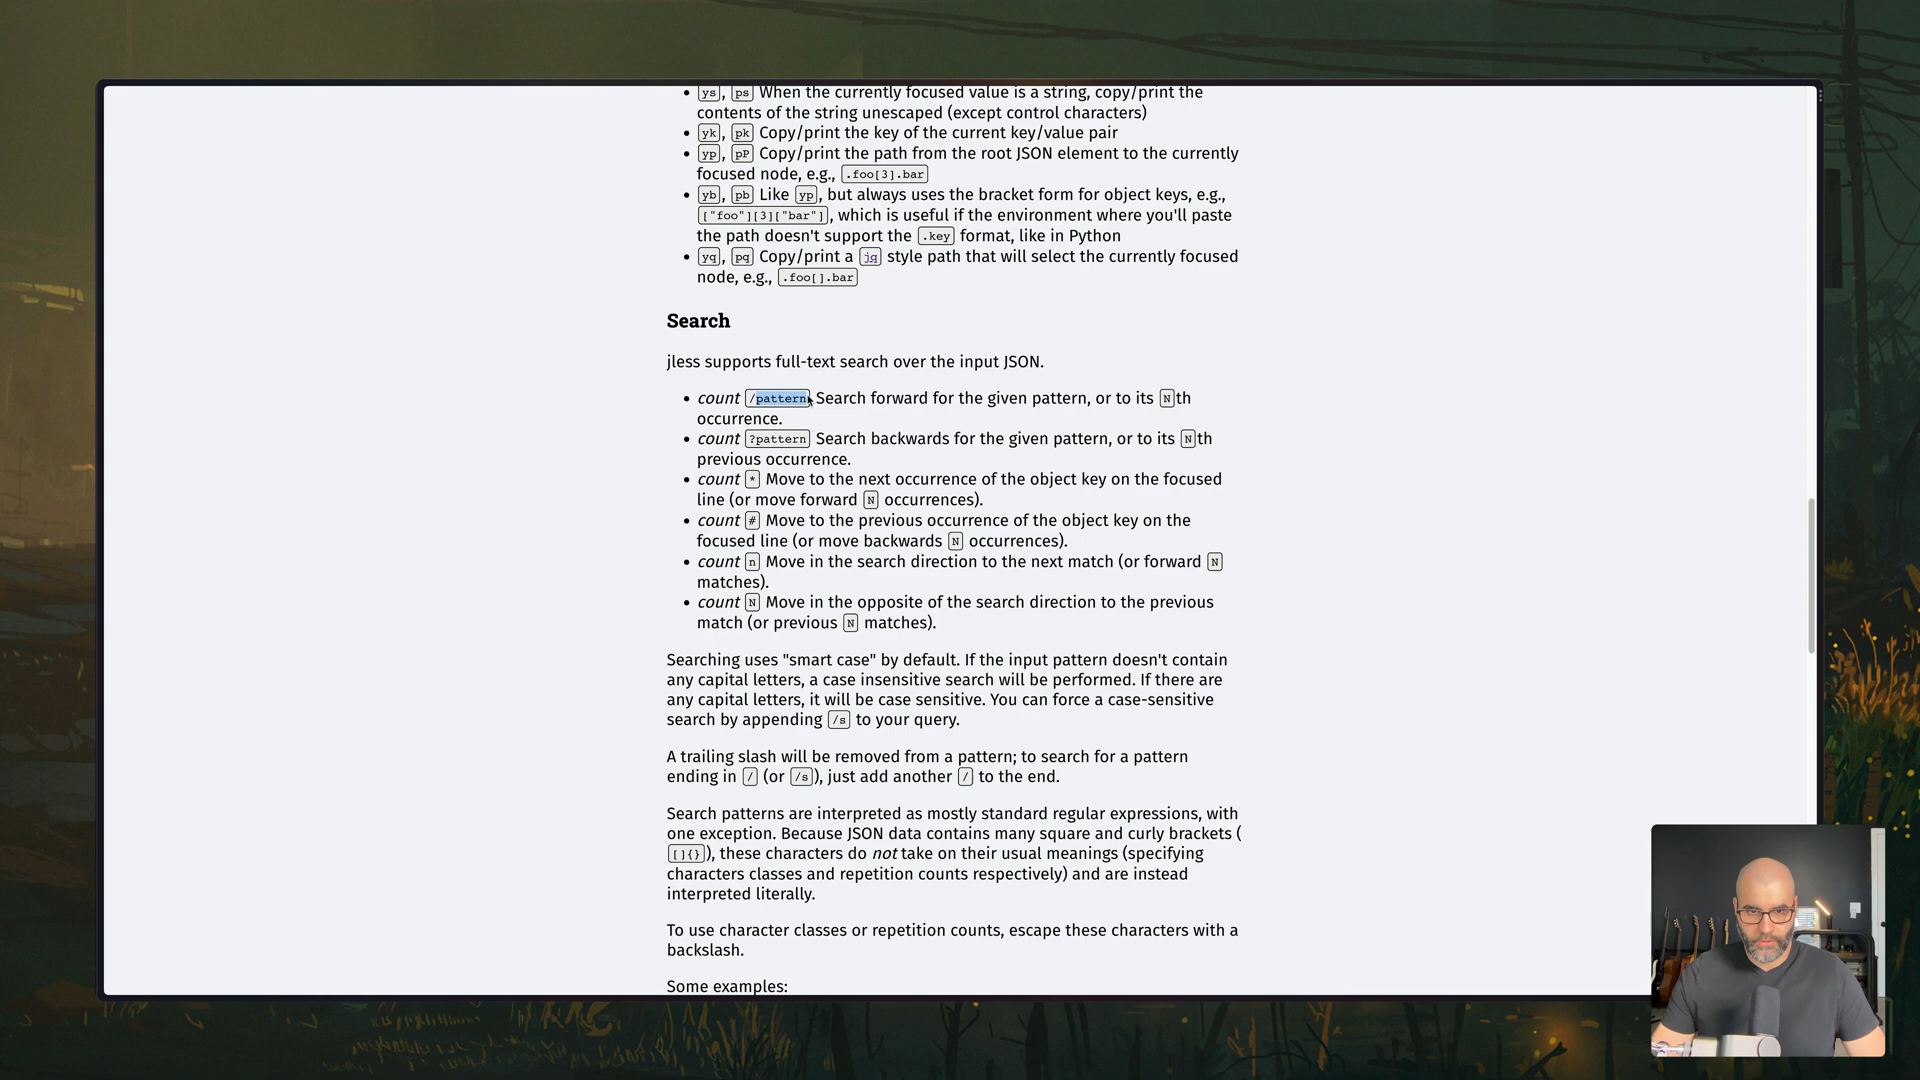 • ys, ps When the currently focused value is a string, copy/print the
contents of the string unescaped (except control characters)
• yk, pk Copy/print the key of the current key/value pair
• yp, pP Copy/print the path from the root JSON element to the currently
focused node, e.g., .foo[3].bar
• yb, pb Like yp, but always uses the bracket form for object keys, e.g.,
["foo"][3]["bar"], which is useful if the environment where you'll paste
the path doesn't support the .key format, like in Python
• yq, pq Copy/print a jq style path that will select the currently focused
node, e.g., .foo[].bar
Search
jless supports full-text search over the input JSON.
• count /pattern Search forward for the given pattern, or to its Nth
occurrence.
• count ?pattern Search backwards for the given pattern, or to its Nth
previous occurrence.
• count * Move to the next occurrence of the object key on the focused
line (or move forward N occurrences).
• count # Move to the previous occurrence of the object key on the
focused line (or move backwards N occurrences).
• count n Move in the search direction to the next match (or forward N
matches).
• count N Move in the opposite of the search direction to the previous
match (or previous N matches).
Searching uses "smart case" by default. If the input pattern doesn't contain
any capital letters, a case insensitive search will be performed. If there are
any capital letters, it will be case sensitive. You can force a case-sensitive
search by appending /s to your query.
A trailing slash will be removed from a pattern; to search for a pattern
ending in / (or /s), just add another / to the end.
Search patterns are interpreted as mostly standard regular expressions, with
one exception. Because JSON data contains many square and curly brackets (
[]{}), these characters do not take on their usual meanings (specifying
characters classes and repetition counts respectively) and are instead
interpreted literally.
To use character classes or repetition counts, escape these characters with a
backslash.
Some examples: